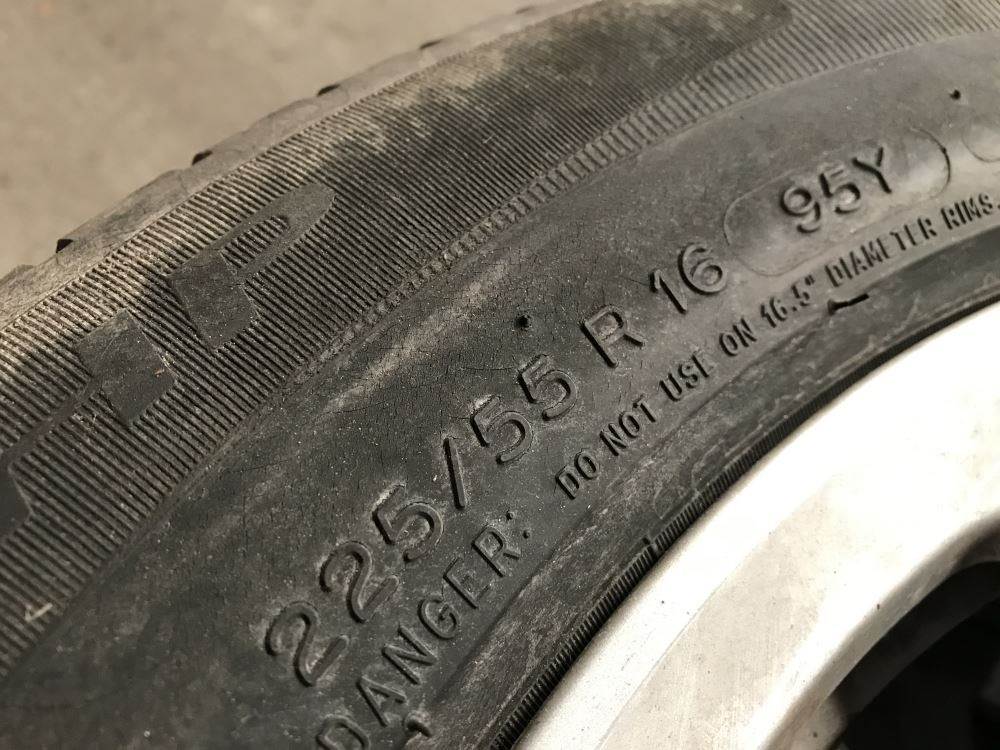 225/55 R 16 95Y
DANGER: DO NOT USE ON 16.5" DIAMETER RIMS.